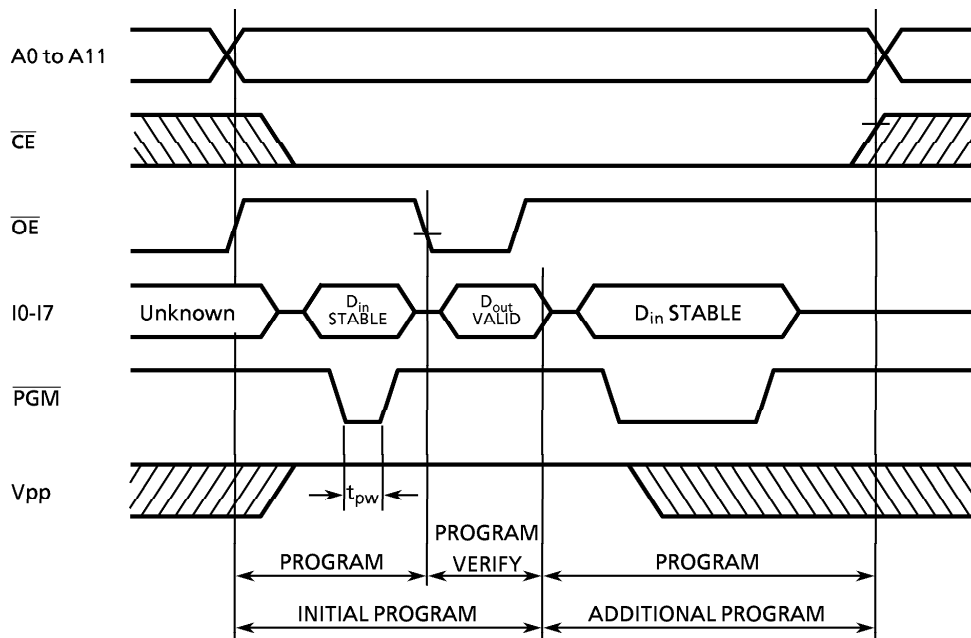 A0 to A11
CE
OE
I0-I7
Unknown
Din
STABLE
Dout
VALID
Din STABLE
PGM
Vpp
tpw
PROGRAM
PROGRAM
VERIFY
PROGRAM
INITIAL PROGRAM
ADDITIONAL PROGRAM